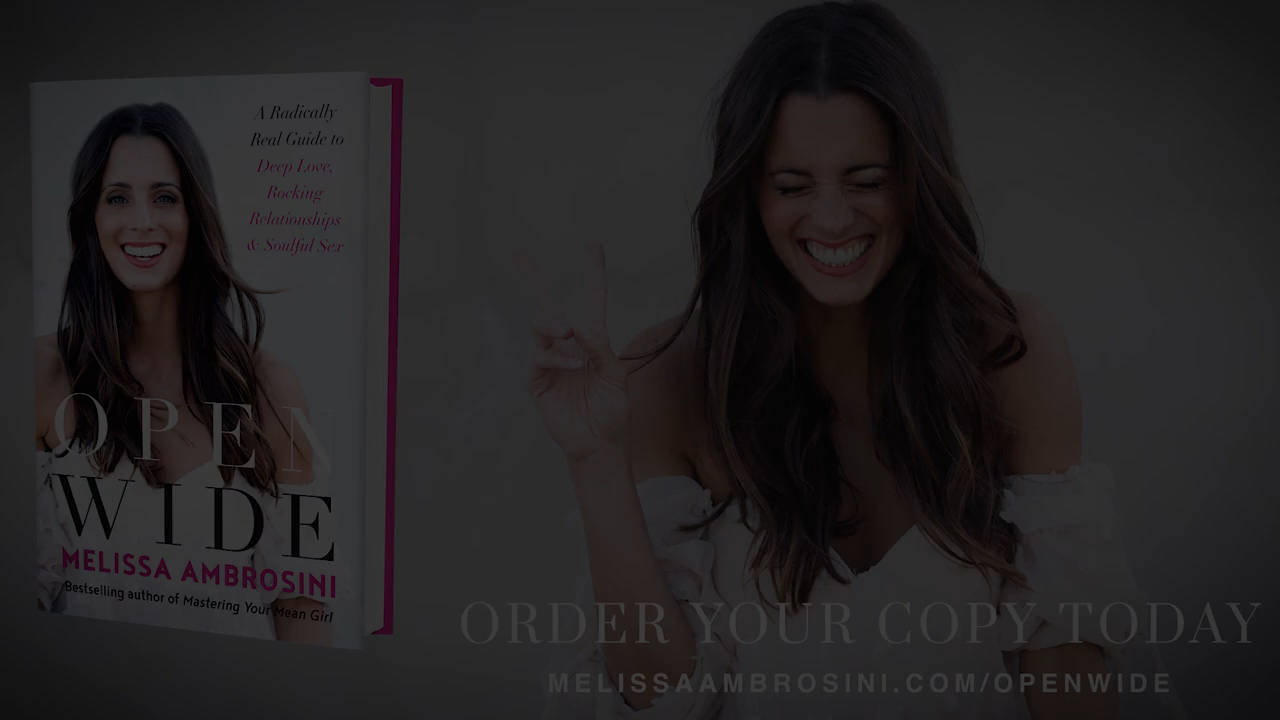 A Radically
Real Guide to
Deep Love,
Rocking
Relationships
& Soulful Sex
OPEN
WIDE
MELISSA AMBROSINI
Bestselling author of Mastering Your Mean Girl
ORDER YOUR COPY TODAY
MELISSAAMBROSINI.COM/OPENWIDE